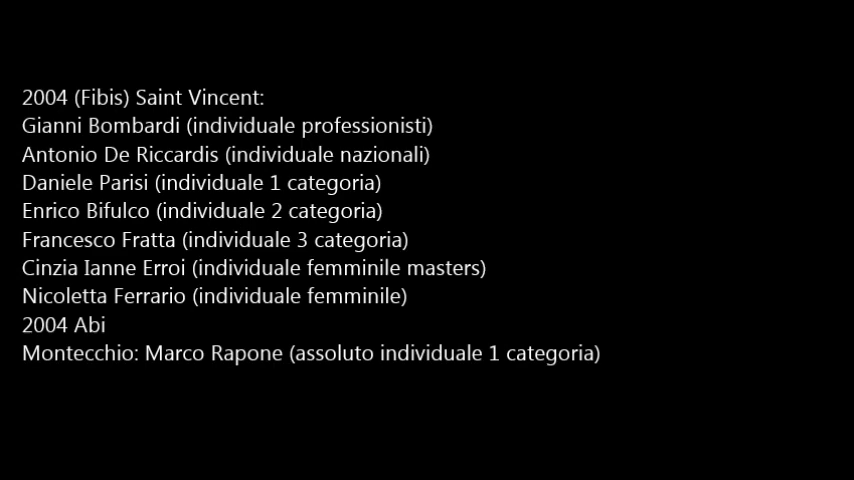 2004 (Fibis) Saint Vincent:
Gianni Bombardi (individuale professionisti)
Antonio De Riccardis (individuale nazionali)
Daniele Parisi (individuale 1 categoria)
Enrico Bifulco (individuale 2 categoria)
Francesco Fratta (individuale 3 categoria)
Cinzia Ianne Erroi (individuale femminile masters)
Nicoletta Ferrario (individuale femminile)
2004 Abi
Montecchio: Marco Rapone (assoluto individuale 1 categoria)